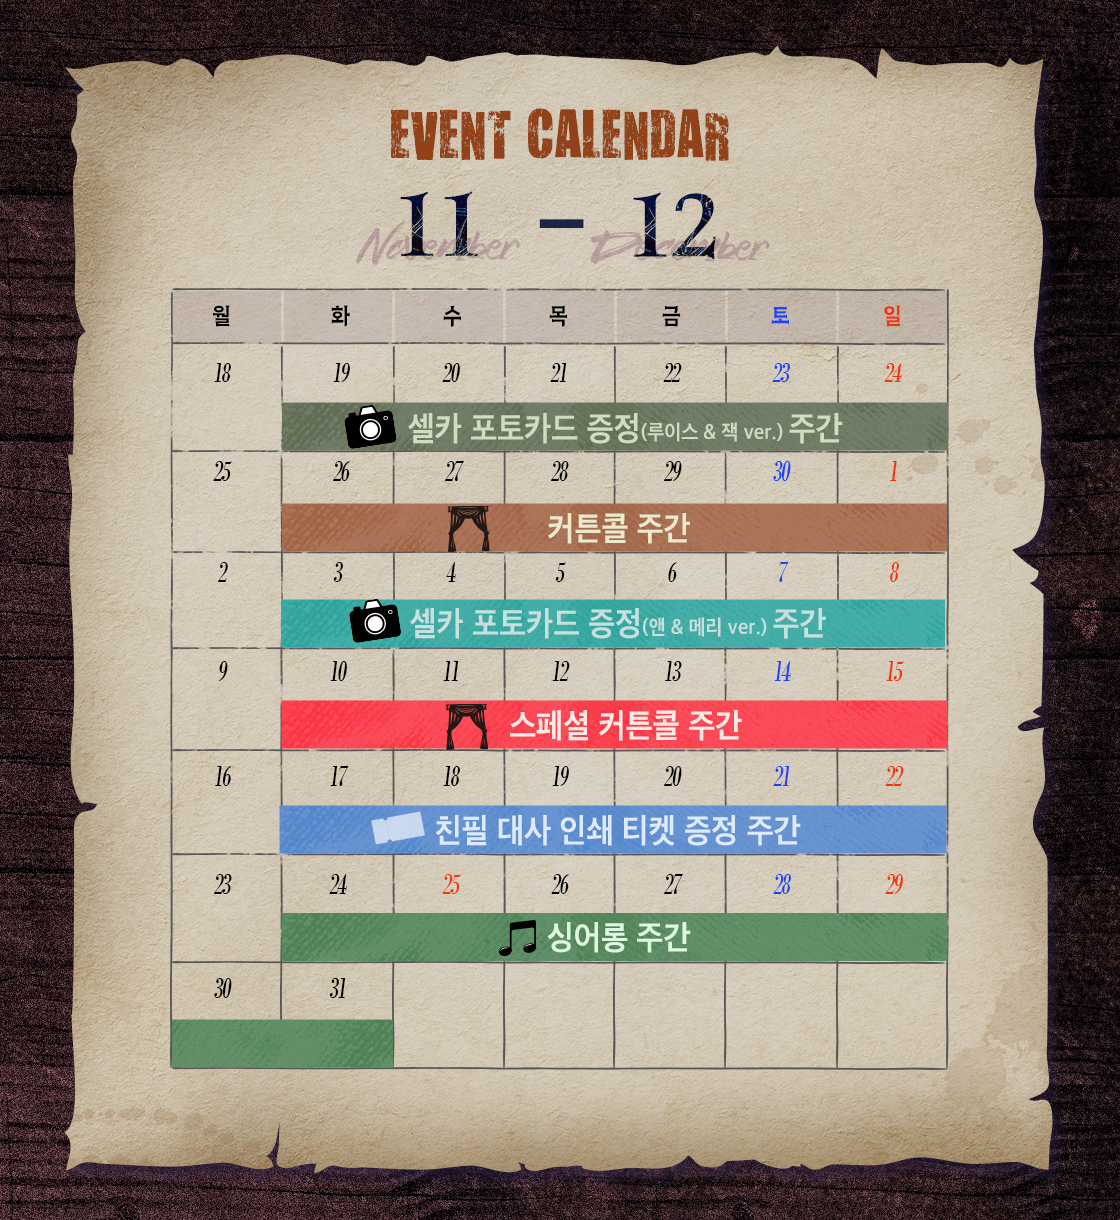 EVENT CALENDAR
11 - 12
November December
월 화 수 목 금 토 일
18 19 20 21 22 23 24
셀카 포토카드 증정(루이스 & 잭 ver.) 주간
25 26 27 28 29 30 1
커튼콜 주간
2 3 4 5 6 7 8
셀카 포토카드 증정(앤 & 메리 ver.) 주간
9 10 11 12 13 14 15
스페셜 커튼콜 주간
16 17 18 19 20 21 22
친필 대사 인쇄 티켓 증정 주간
23 24 25 26 27 28 29
싱어롱 주간
30 31